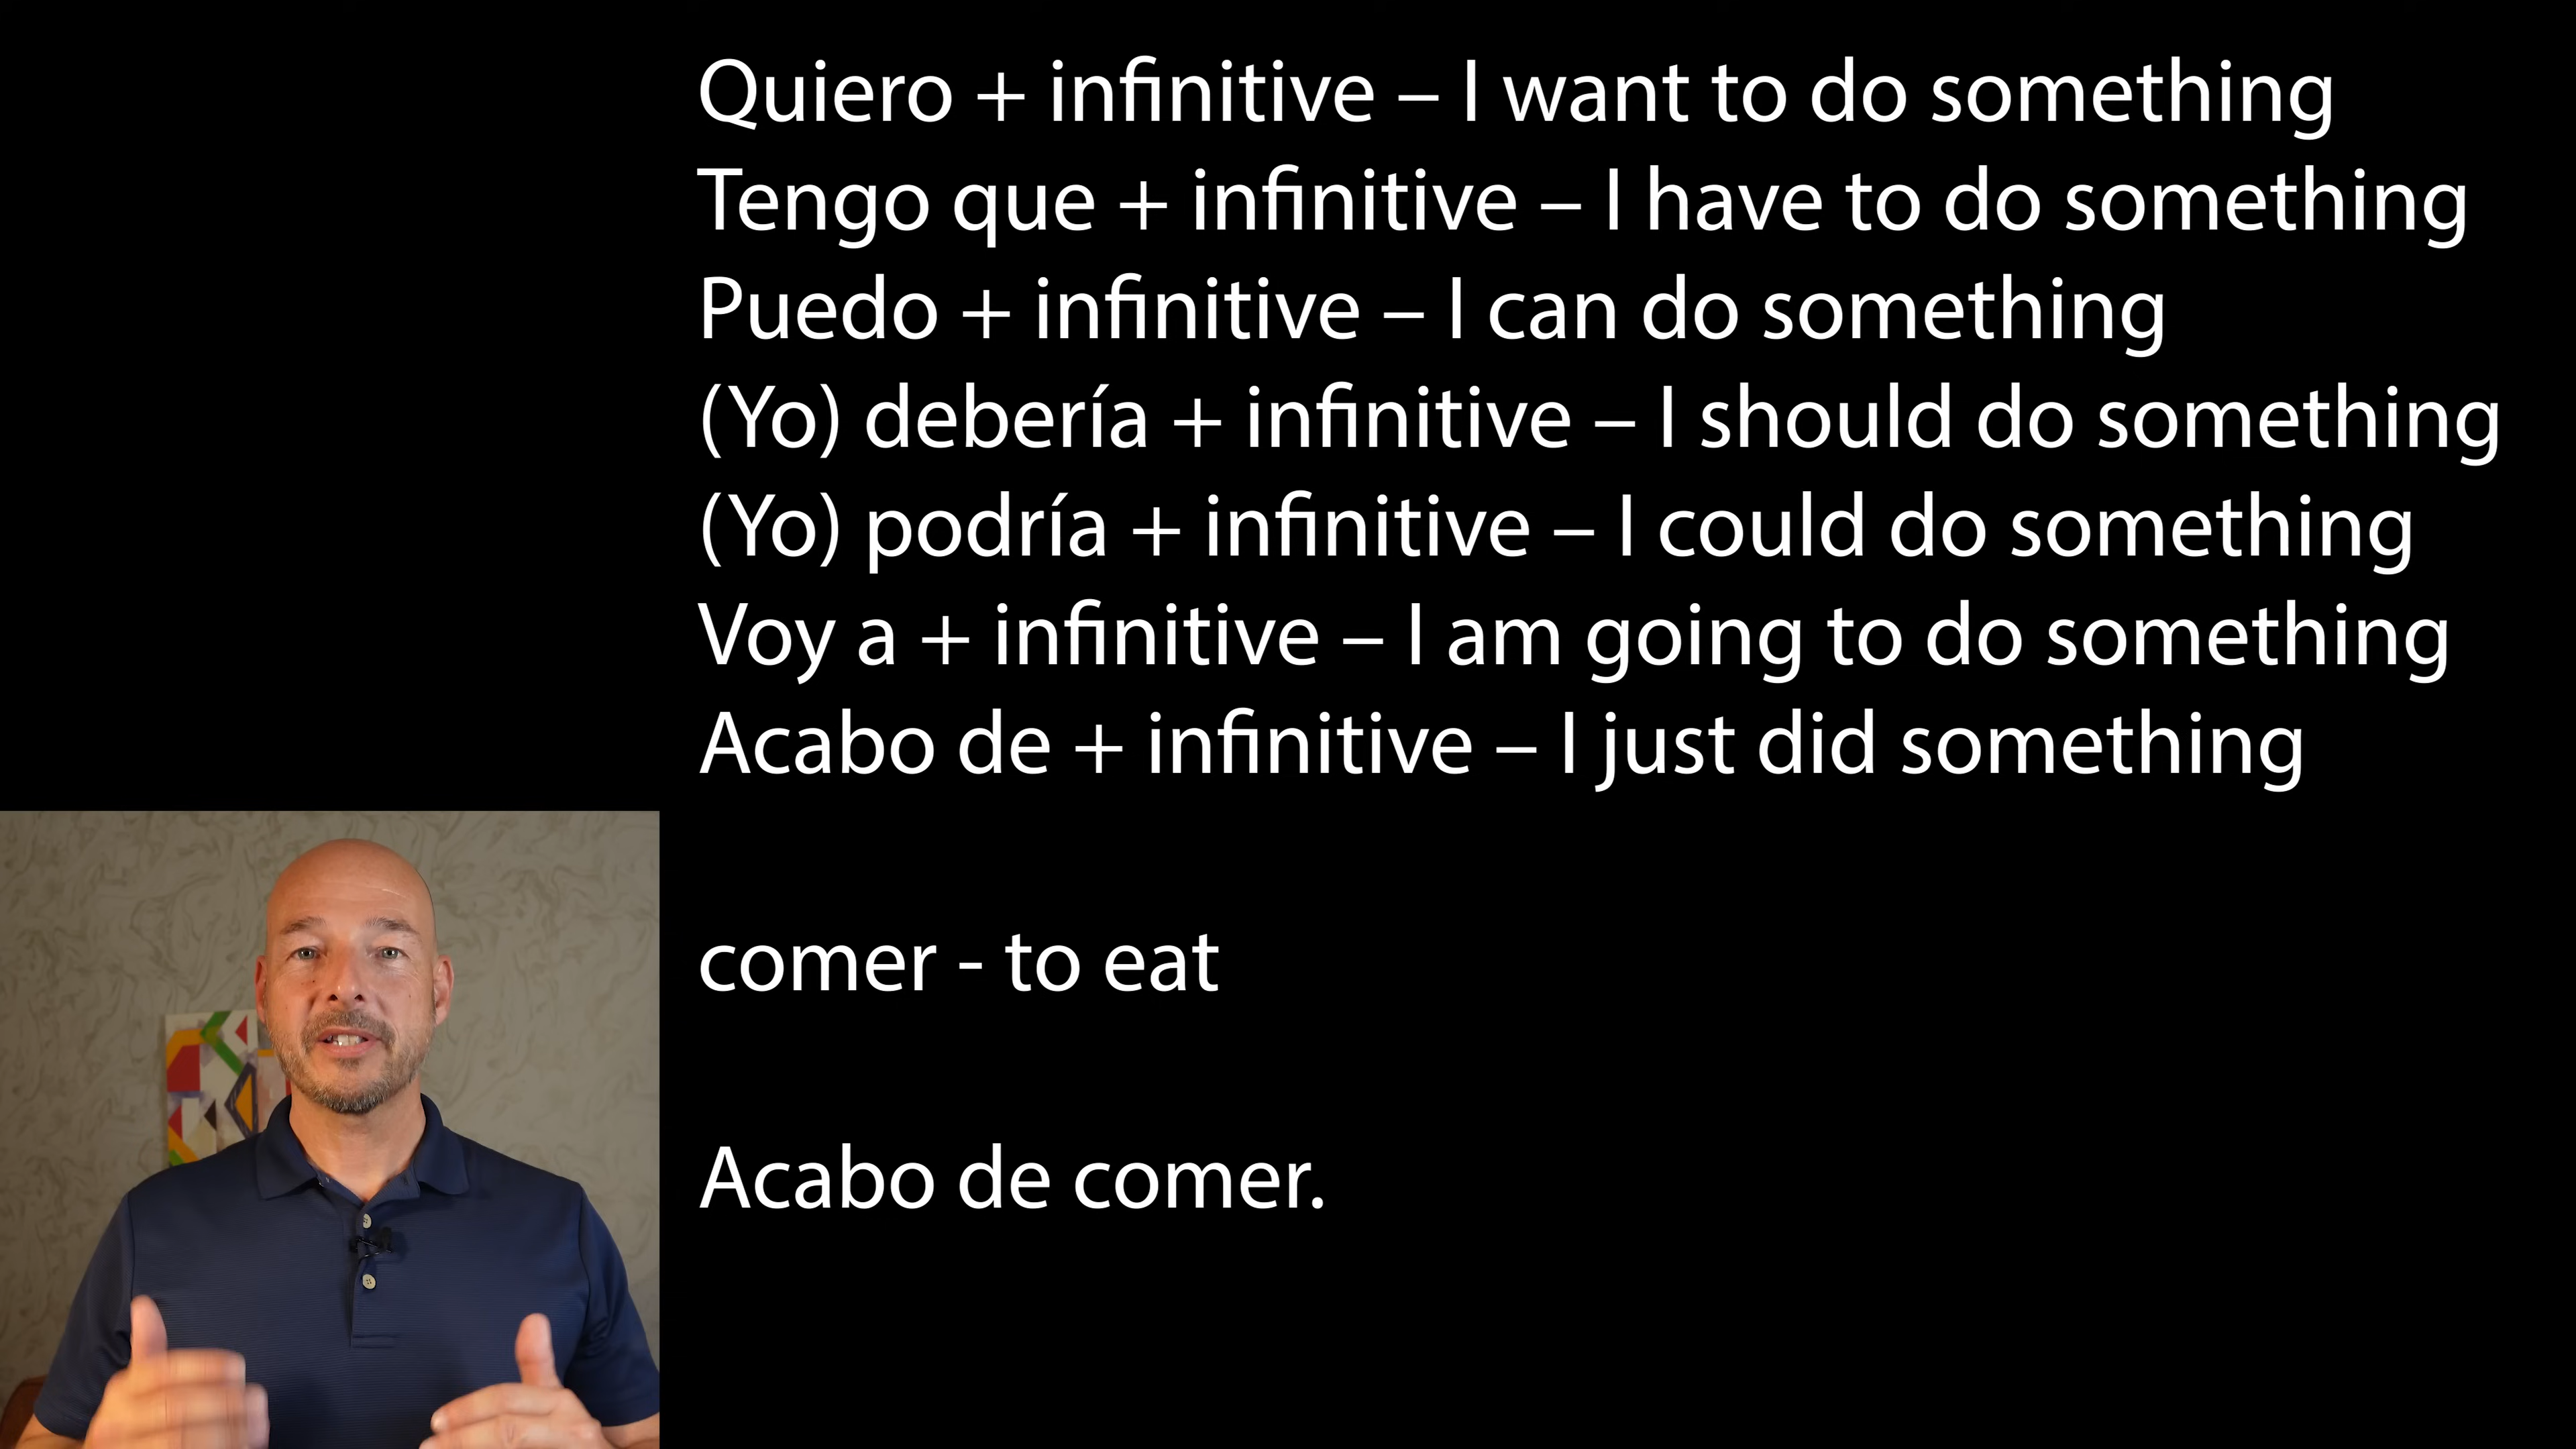 Quiero + infinitive – I want to do something
Tengo que + infinitive – I have to do something
Puedo + infinitive – I can do something
(Yo) debería + infinitive – I should do something
(Yo) podría + infinitive – I could do something
Voy a + infinitive – I am going to do something
Acabo de + infinitive – I just did something
comer - to eat
Acabo de comer.